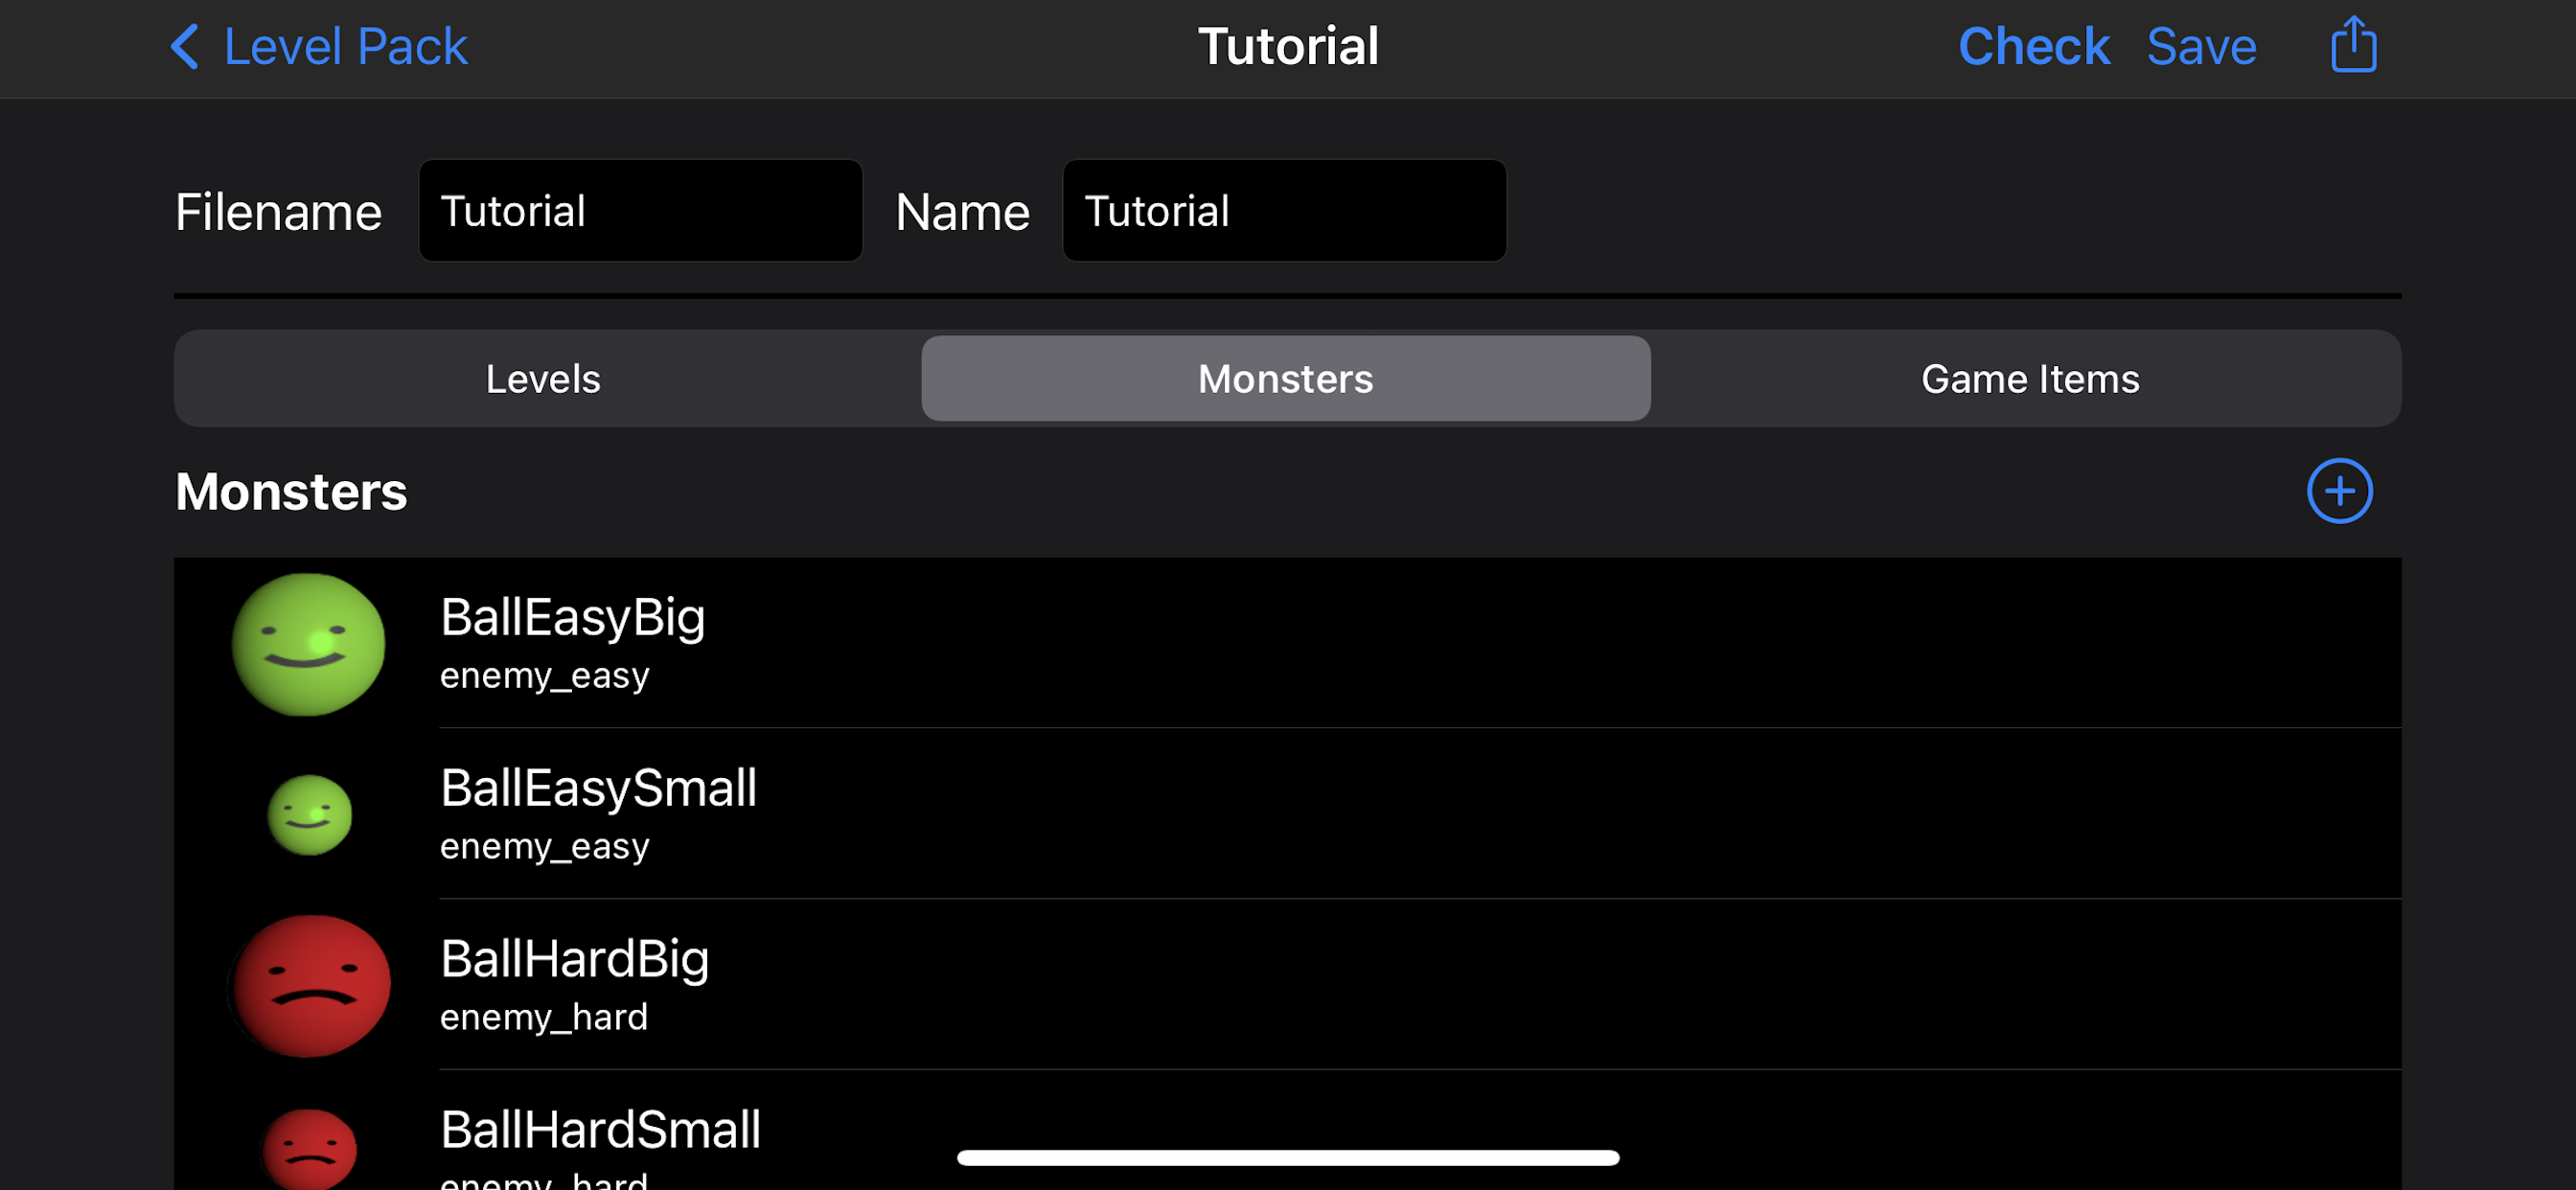 Level Pack
Tutorial
Check Save
Filename Tutorial Name Tutorial
Levels Monsters Game Items
Monsters
BallEasyBig
enemy_easy
BallEasySmall
enemy_easy
BallHardBig
enemy_hard
BallHardSmall
enemy_hard